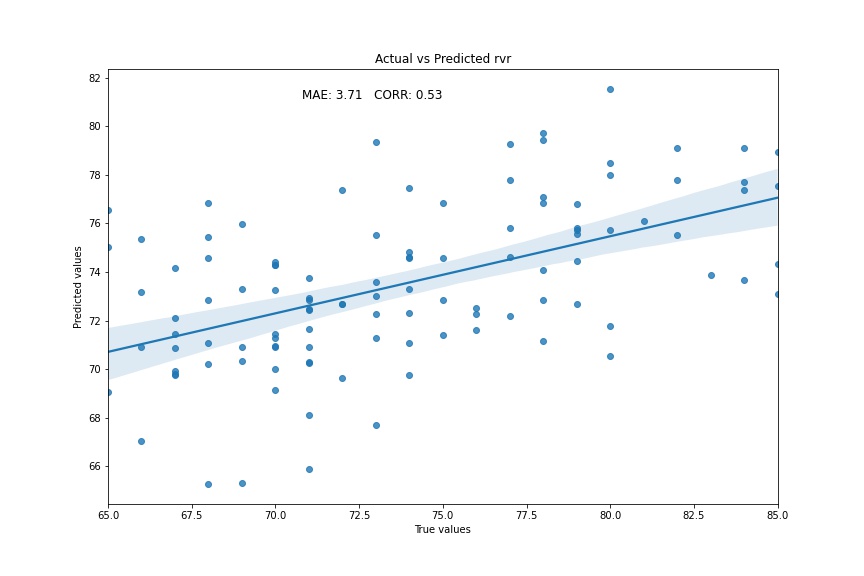 Actual vs Predicted rvr
MAE: 3.71   CORR: 0.53
82
80
78
76
74
72
70
68
66
Predicted values
65.0 67.5 70.0 72.5 75.0 77.5 80.0 82.5 85.0
True values